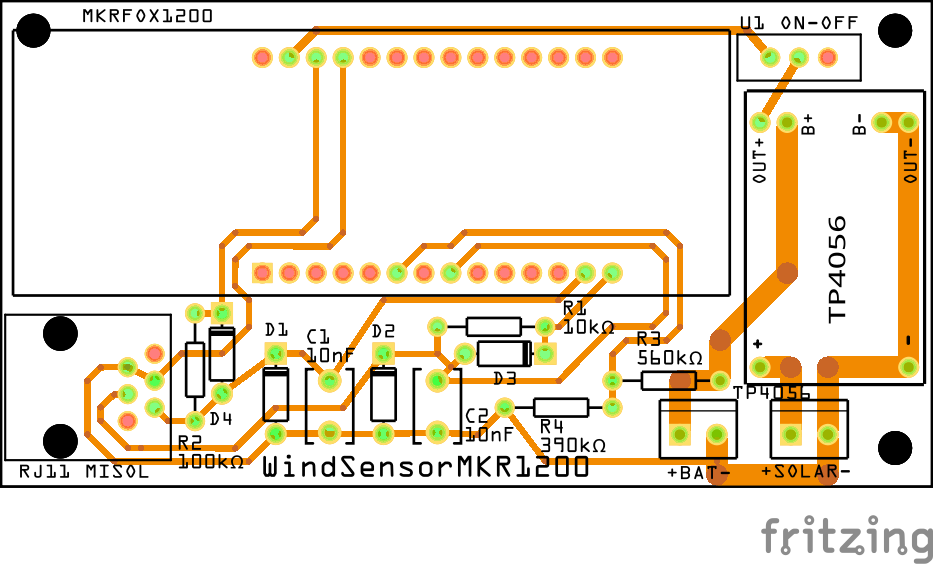 MKRFOX1200
U1 ON-OFF
B+
B-
OUT+
OUT-
TP4056
+
-
R1
10kΩ
D1
C1
10nF
D2
R3
560kΩ
D3
TP4056
D4
C2
10nF
R4
390kΩ
R2
100kΩ
RJ11 MISOL
WindSensorMKR1200
+BAT-
+SOLAR-
fritzing